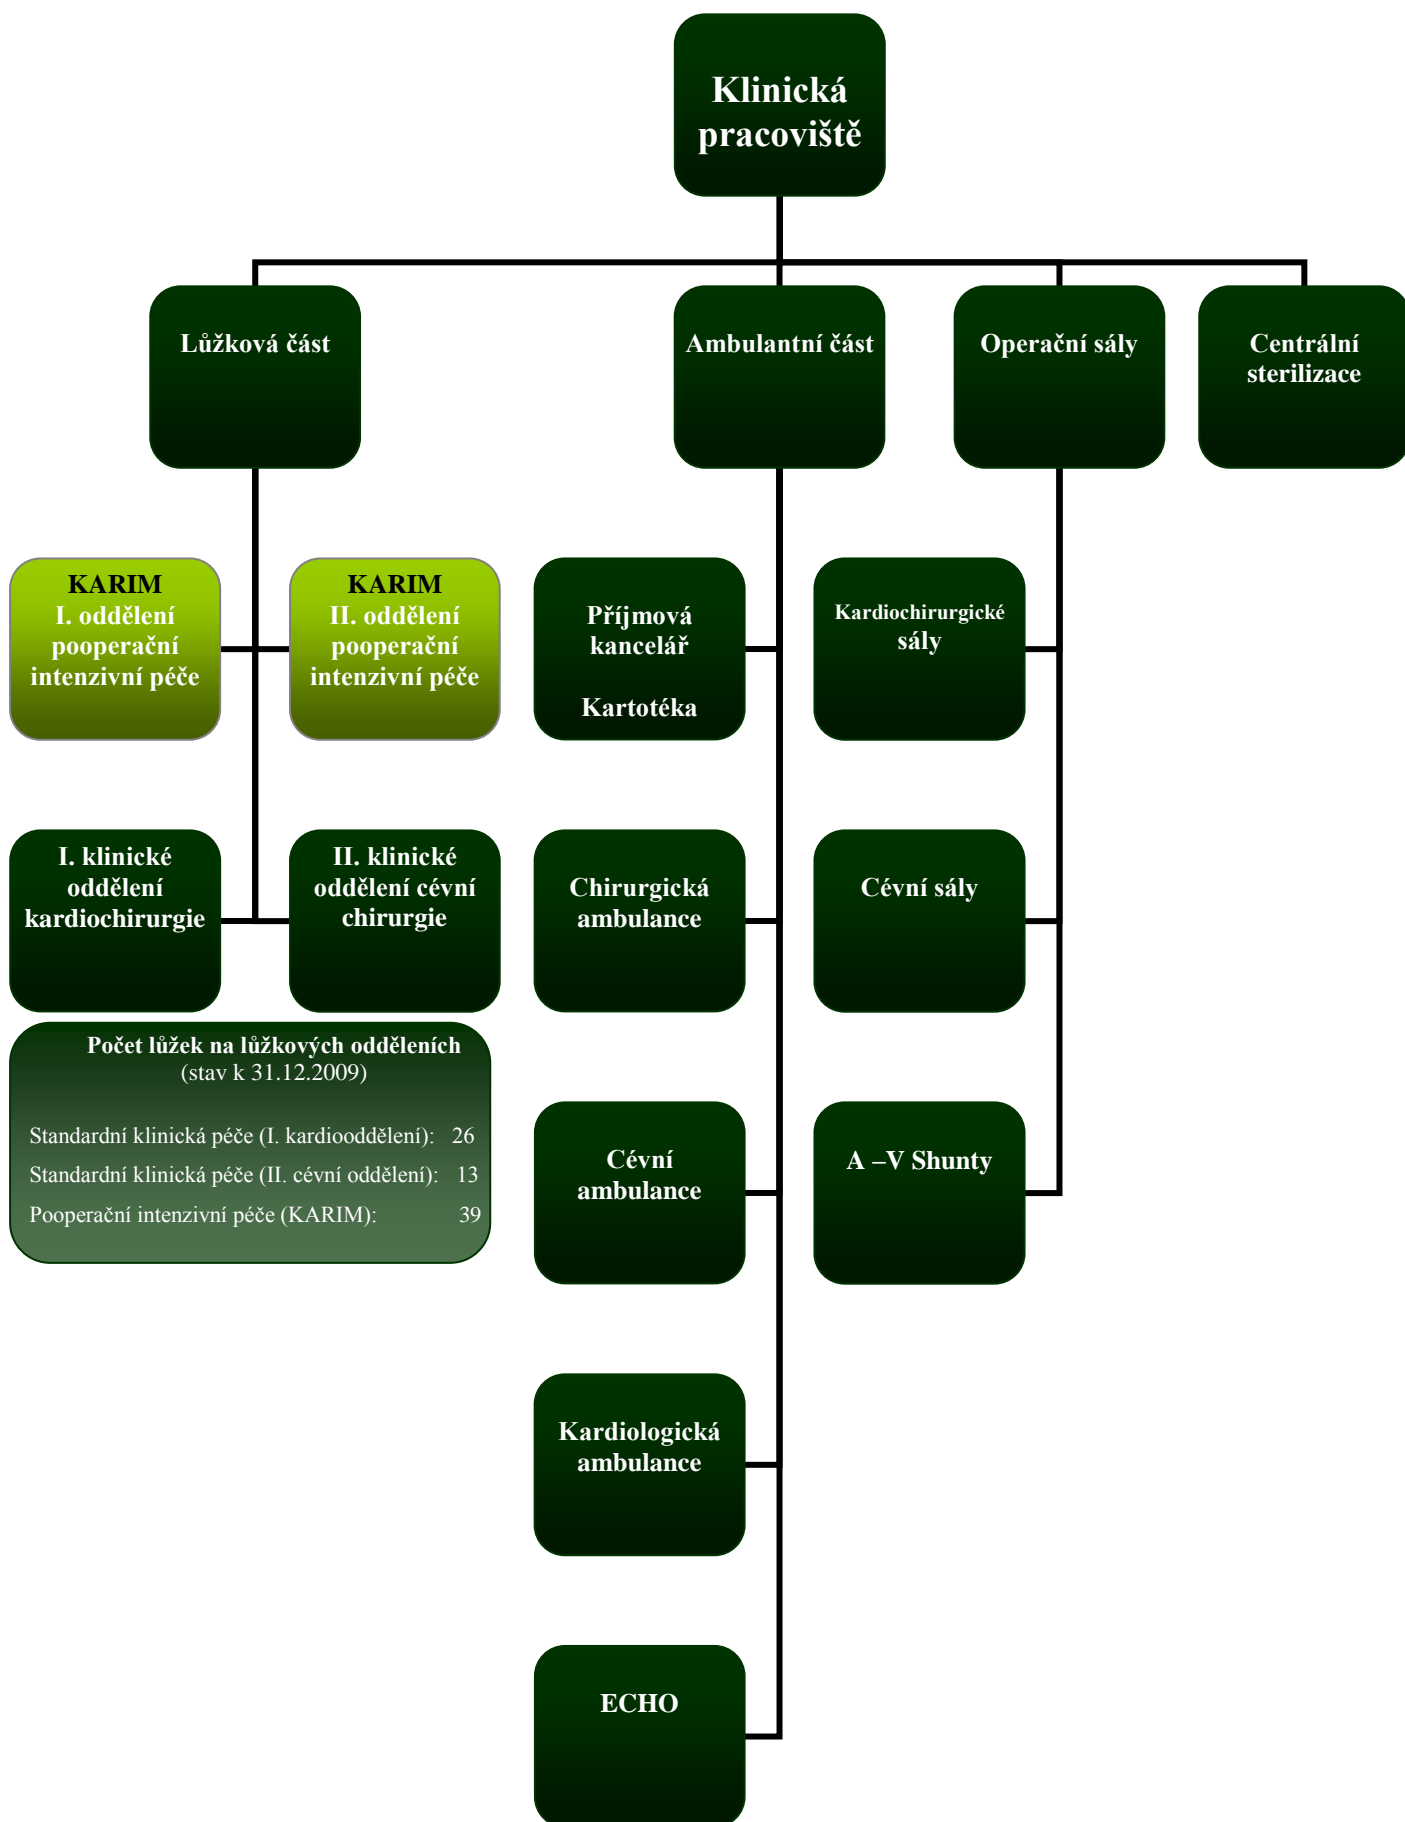 Klinická
pracoviště
Lůžková část
Ambulantní část
Operační sály
Centrální
sterilizace
KARIM
I. oddělení
pooperační
intenzivní péče
KARIM
II. oddělení
pooperační
intenzivní péče
Příjmová
kancelář
Kartotéka
Kardiochirurgické
sály
I. klinické
oddělení
kardiochirurgie
II. klinické
oddělení cévní
chirurgie
Chirurgická
ambulance
Cévní sály
Počet lůžek na lůžkových odděleních
(stav k 31.12.2009)
Standardní klinická péče (I. kardiooddělení): 26
Standardní klinická péče (II. cévní oddělení): 13
Pooperační intenzivní péče (KARIM): 39
Cévní
ambulance
A –V Shunty
Kardiologická
ambulance
ECHO